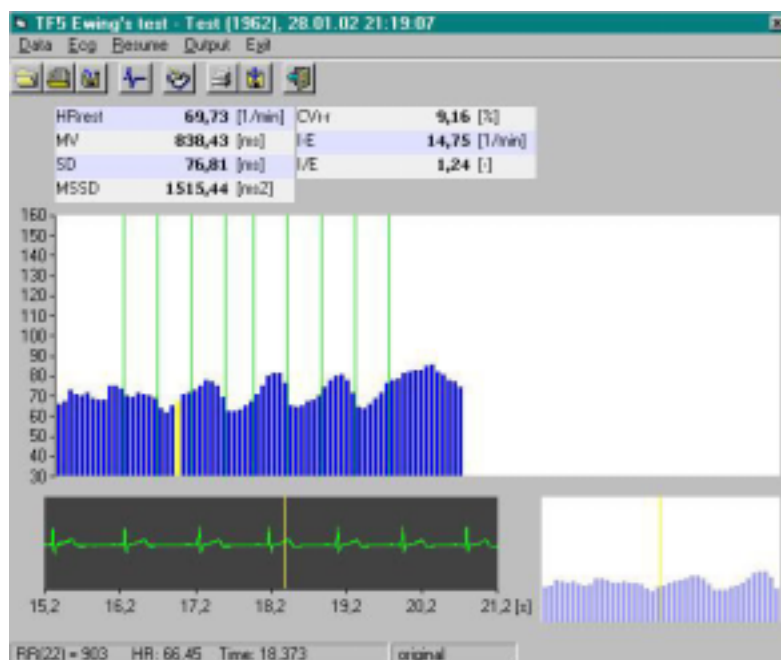 TF5 Ewing's test - Test (1962), 28.01.02 21:19:07
Data Ecg Resume Output Exit
HRrest 69,73 [1/min] CVrr 9,16 [%]
MV 838,43 [ms] I-E 14,75 [1/min]
SD 76,81 [ms] I/E 1,24 [-]
MSSD 1515,44 [ms2]
160
150
140
130
120
110
100
90
80
70
60
50
40
30
15,2 16,2 17,2 18,2 19,2 20,2 21,2 [s]
RR(22) = 903 HR: 66,45 Time: 18,373 original